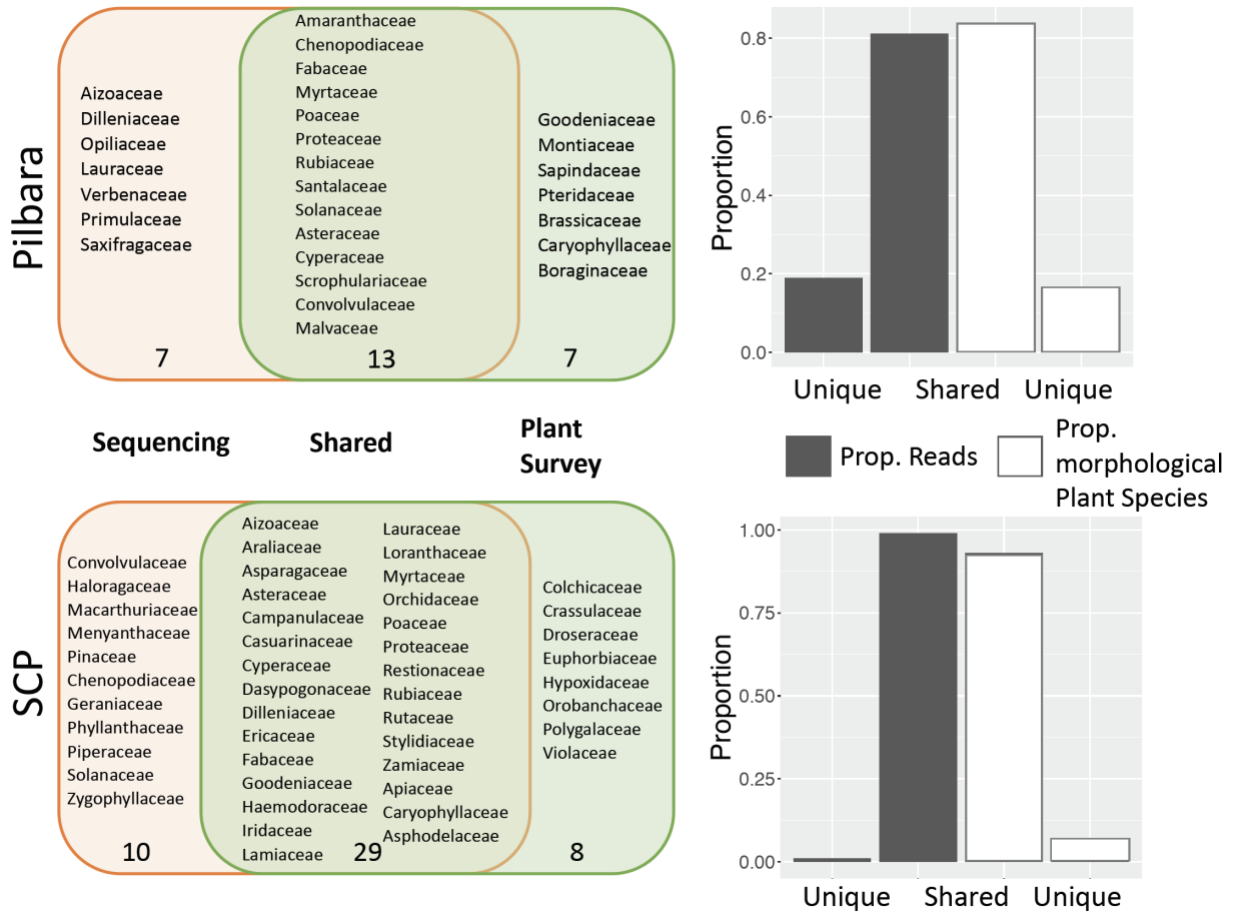 Pilbara
Aizoaceae
Dilleniaceae
Opiliaceae
Lauraceae
Verbenaceae
Primulaceae
Saxifragaceae
7
Amaranthaceae
Chenopodiaceae
Fabaceae
Myrtaceae
Poaceae
Proteaceae
Rubiaceae
Santalaceae
Solanaceae
Asteraceae
Cyperaceae
Scrophulariaceae
Convolvulaceae
Malvaceae
13
Goodeniaceae
Montiaceae
Sapindaceae
Pteridaceae
Brassicaceae
Caryophyllaceae
Boraginaceae
7
Proportion
0.8
0.6
0.4
0.2
0.0
Unique Shared Unique
Sequencing
Shared
Plant
Survey
Prop. Reads
Prop.
morphological
Plant Species
SCP
Convolvulaceae
Haloragaceae
Macarthuriaceae
Menyanthaceae
Pinaceae
Chenopodiaceae
Geraniaceae
Phyllanthaceae
Piperaceae
Solanaceae
Zygophyllaceae
10
Aizoaceae
Araliaceae
Asparagaceae
Asteraceae
Campanulaceae
Casuarinaceae
Cyperaceae
Dasypogonaceae
Dilleniaceae
Ericaceae
Fabaceae
Goodeniaceae
Haemodoraceae
Iridaceae
Lamiaceae
Lauraceae
Loranthaceae
Myrtaceae
Orchidaceae
Poaceae
Proteaceae
Restionaceae
Rubiaceae
Rutaceae
Stylidiaceae
Zamiaceae
Apiaceae
Caryophyllaceae
Asphodelaceae
29
Colchicaceae
Crassulaceae
Droseraceae
Euphorbiaceae
Hypoxidaceae
Orobanchaceae
Polygalaceae
Violaceae
8
Proportion
1.00
0.75
0.50
0.25
0.00
Unique Shared Unique